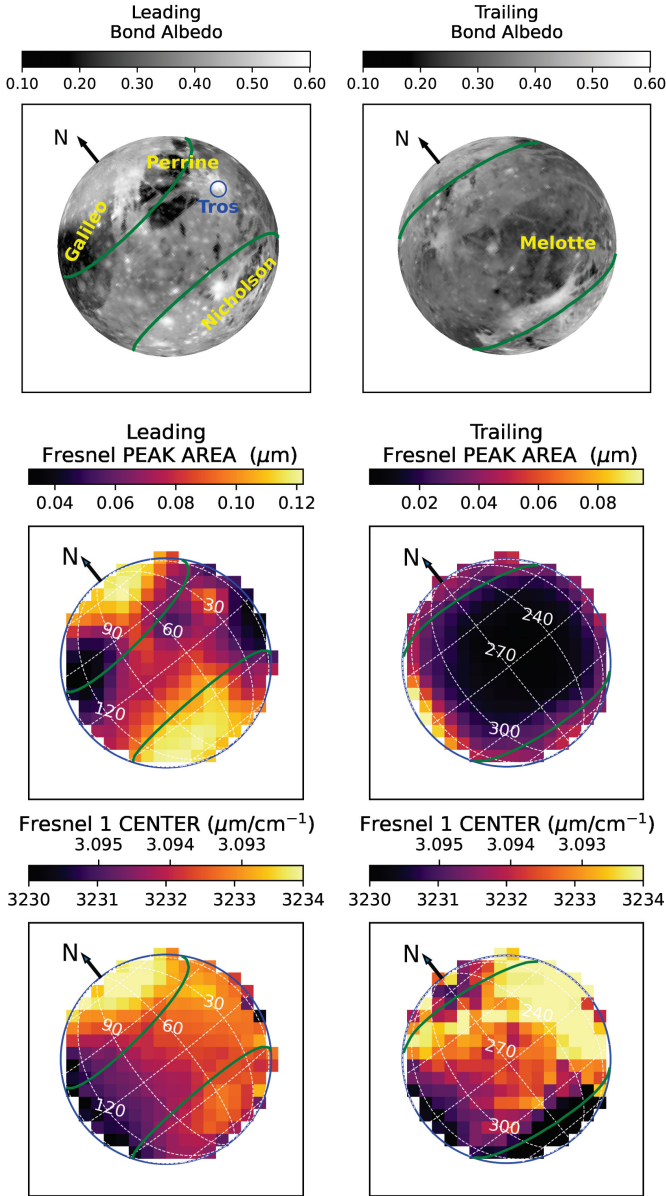 Leading
Bond Albedo
0.10 0.20 0.30 0.40 0.50 0.60
N
Perrine
Tros
Galileo
Nicholson
Trailing
Bond Albedo
0.10 0.20 0.30 0.40 0.50 0.60
N
Melotte
Leading
Fresnel PEAK AREA (μm)
0.04 0.06 0.08 0.10 0.12
N
30
60
90
120
Trailing
Fresnel PEAK AREA (μm)
0.02 0.04 0.06 0.08
N
240
270
300
Fresnel 1 CENTER (μm/cm⁻¹)
3.095 3.094 3.093
3230 3231 3232 3233 3234
N
30
60
90
120
Fresnel 1 CENTER (μm/cm⁻¹)
3.095 3.094 3.093
3230 3231 3232 3233 3234
N
240
270
300